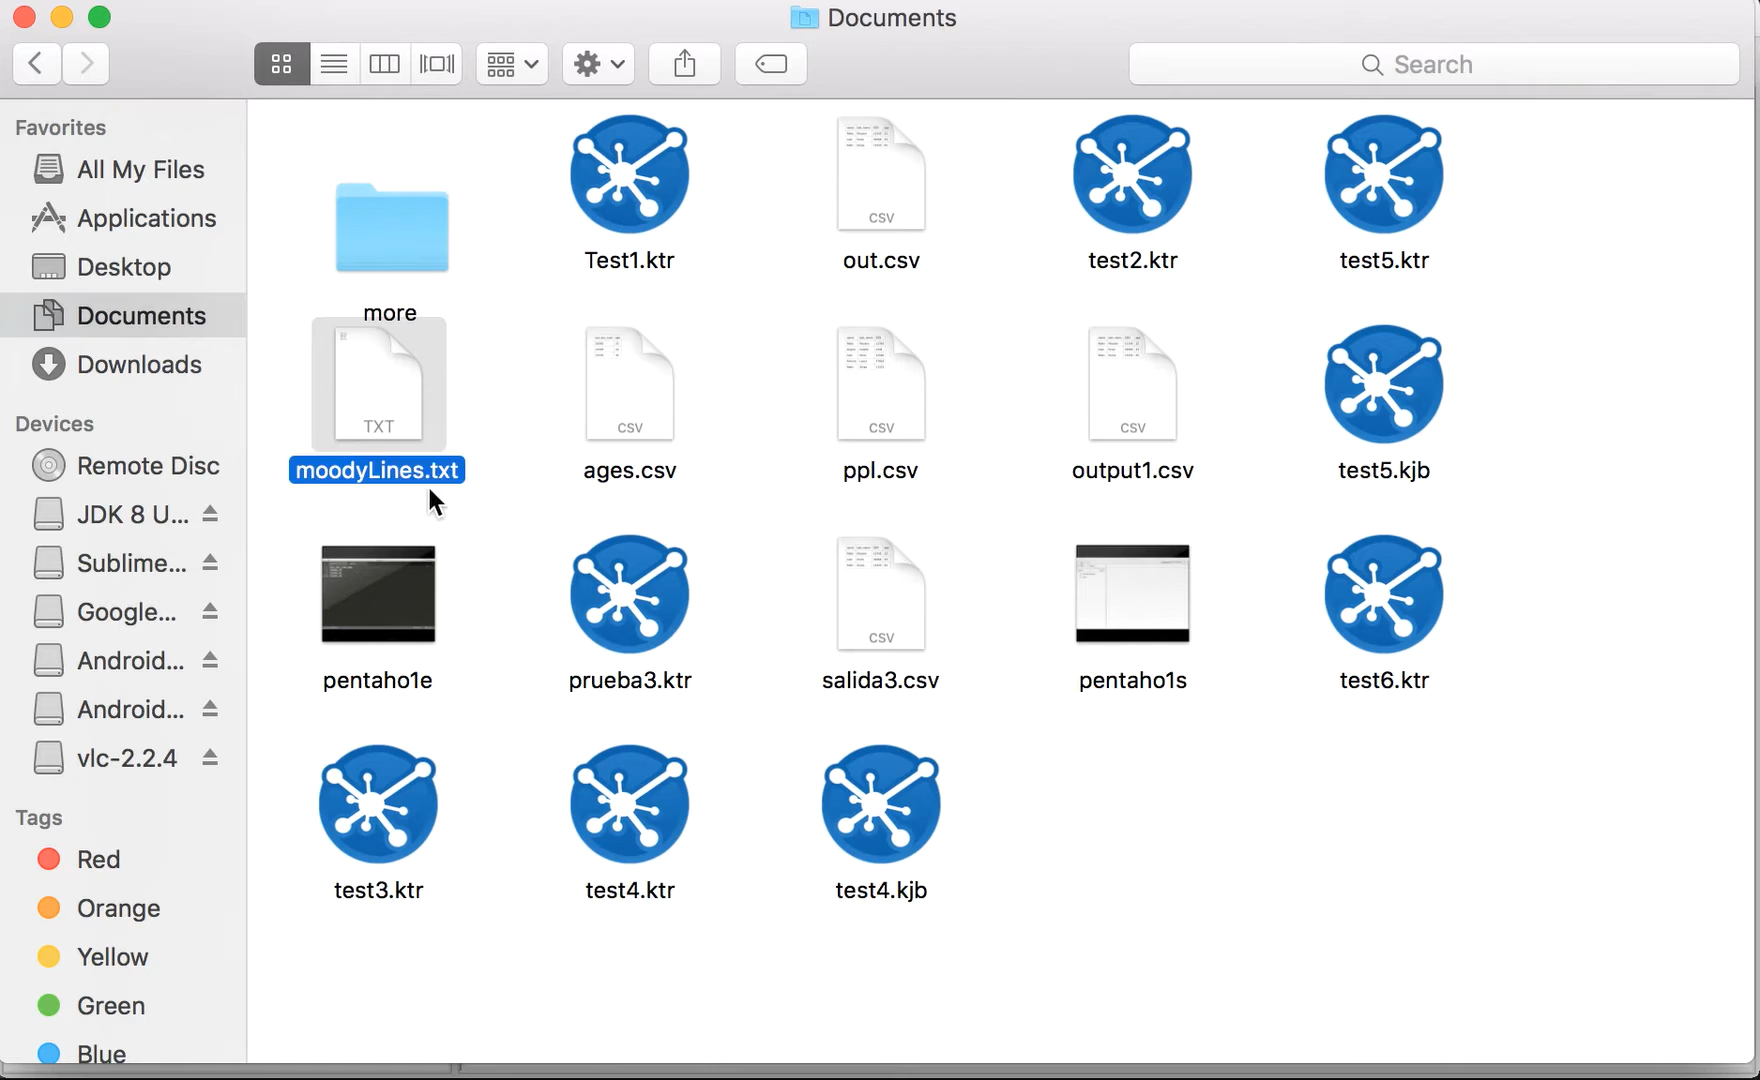 Documents
Search
Favorites
All My Files
Applications
Desktop
Documents
Downloads
Devices
Remote Disc
JDK 8 U...
Sublime...
Google...
Android...
Android...
vlc-2.2.4
Tags
Red
Orange
Yellow
Green
Blue
more
Test1.ktr
CSV
out.csv
test2.ktr
test5.ktr
TXT
moodyLines.txt
CSV
ages.csv
CSV
ppl.csv
CSV
output1.csv
test5.kjb
pentaho1e
prueba3.ktr
CSV
salida3.csv
pentaho1s
test6.ktr
test3.ktr
test4.ktr
test4.kjb